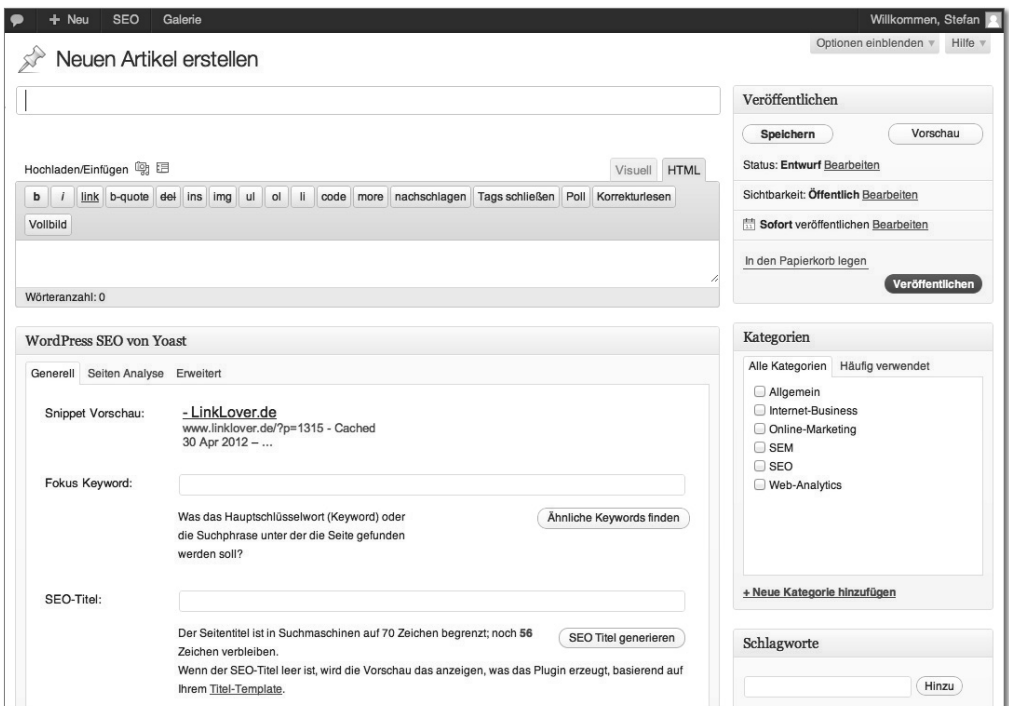 + Neu SEO Galerie Willkommen, Stefan
Optionen einblenden Hilfe
Neuen Artikel erstellen
Hochladen/Einfügen
Visuell HTML
b i link b-quote del ins img ul ol li code more nachschlagen Tags schließen Poll Korrekturlesen
Vollbild
Wörteranzahl: 0
WordPress SEO von Yoast
Generell Seiten Analyse Erweitert
Snippet Vorschau:
- LinkLover.de
www.linklover.de/?p=1315 - Cached
30 Apr 2012 – ...
Fokus Keyword:
Was das Hauptschlüsselwort (Keyword) oder
die Suchphrase unter der die Seite gefunden
werden soll?
Ähnliche Keywords finden
SEO-Titel:
Der Seitentitel ist in Suchmaschinen auf 70 Zeichen begrenzt; noch 56
Zeichen verbleiben.
SEO Titel generieren
Wenn der SEO-Titel leer ist, wird die Vorschau das anzeigen, was das Plugin erzeugt, basierend auf
Ihrem Titel-Template.
Veröffentlichen
Speichern Vorschau
Status: Entwurf Bearbeiten
Sichtbarkeit: Öffentlich Bearbeiten
Sofort veröffentlichen Bearbeiten
In den Papierkorb legen
Veröffentlichen
Kategorien
Alle Kategorien Häufig verwendet
Allgemein
Internet-Business
Online-Marketing
SEM
SEO
Web-Analytics
+ Neue Kategorie hinzufügen
Schlagworte
Hinzu